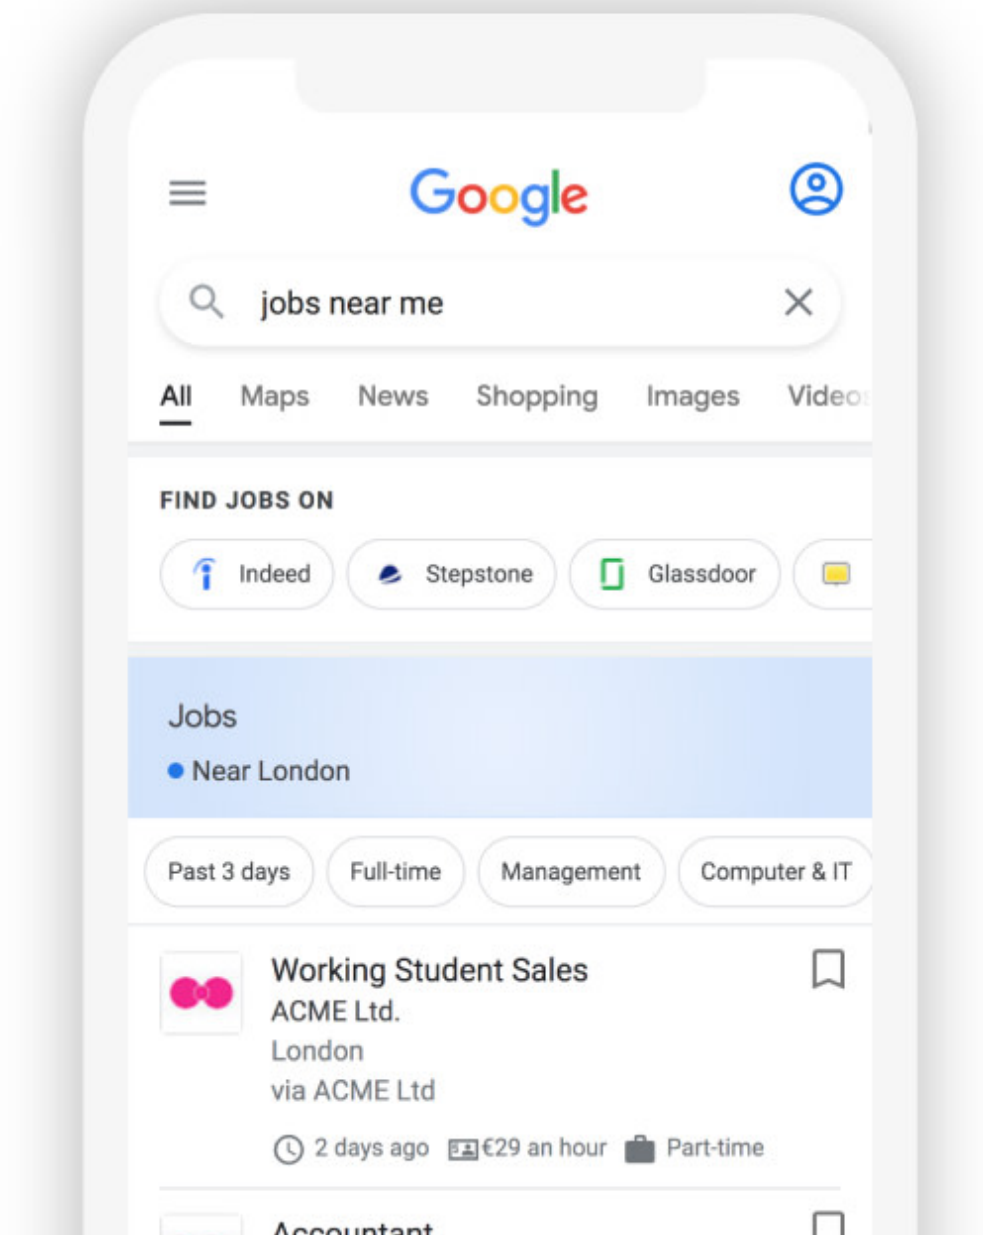 Google
jobs near me
All Maps News Shopping Images Videos
FIND JOBS ON
Indeed Stepstone Glassdoor
Jobs
Near London
Past 3 days Full-time Management Computer & IT
Working Student Sales
ACME Ltd.
London
via ACME Ltd
2 days ago €29 an hour Part-time
Accountant